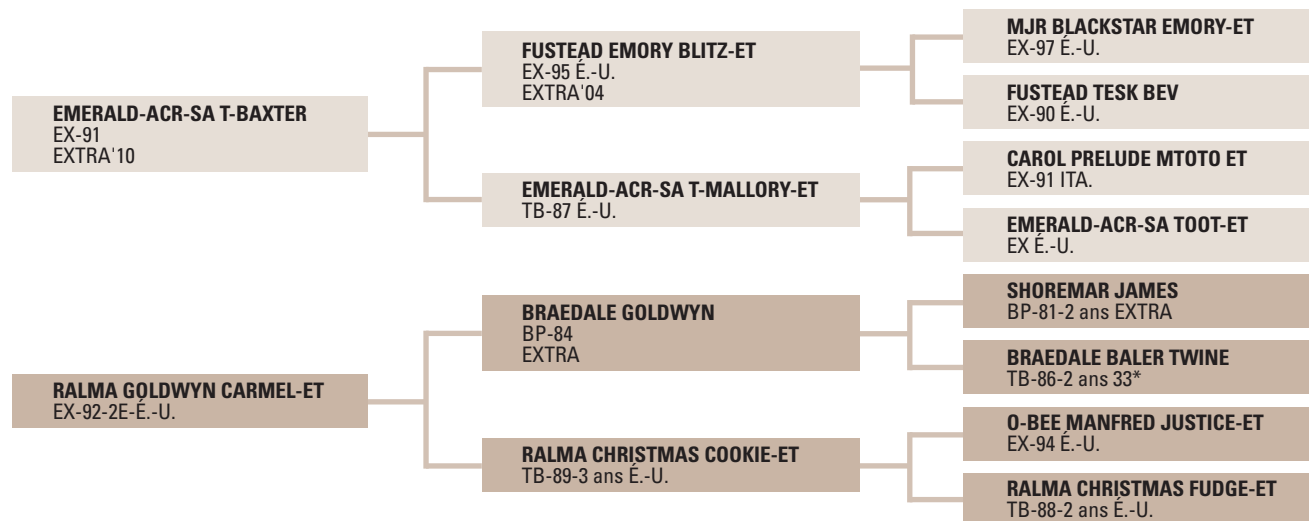 EMERALD-ACR-SA T-BAXTER
EX-91
EXTRA'10
FUSTEAD EMORY BLITZ-ET
EX-95 É.-U.
EXTRA'04
MJR BLACKSTAR EMORY-ET
EX-97 É.-U.
FUSTEAD TESK BEV
EX-90 É.-U.
EMERALD-ACR-SA T-MALLORY-ET
TB-87 É.-U.
CAROL PRELUDE MTOTO ET
EX-91 ITA.
EMERALD-ACR-SA TOOT-ET
EX É.-U.
RALMA GOLDWYN CARMEL-ET
EX-92-2E-É.-U.
BRAEDALE GOLDWYN
BP-84
EXTRA
SHOREMAR JAMES
BP-81-2 ans EXTRA
BRAEDALE BALER TWINE
TB-86-2 ans 33*
RALMA CHRISTMAS COOKIE-ET
TB-89-3 ans É.-U.
O-BEE MANFRED JUSTICE-ET
EX-94 É.-U.
RALMA CHRISTMAS FUDGE-ET
TB-88-2 ans É.-U.